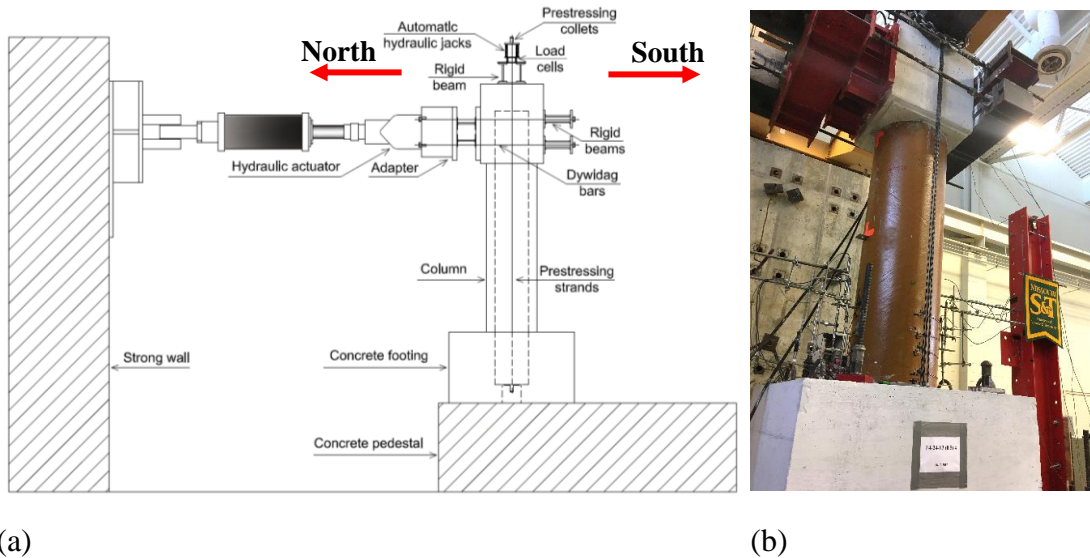 Prestressing
collets
Automatic
hydraulic jacks
Load
cells
North
South
Rigid
beam
Rigid
beams
Hydraulic actuator
Adapter
Dywidag
bars
Column
Prestressing
strands
Concrete footing
Strong wall
Concrete pedestal
MISSOURI
S&T
(a)
(b)